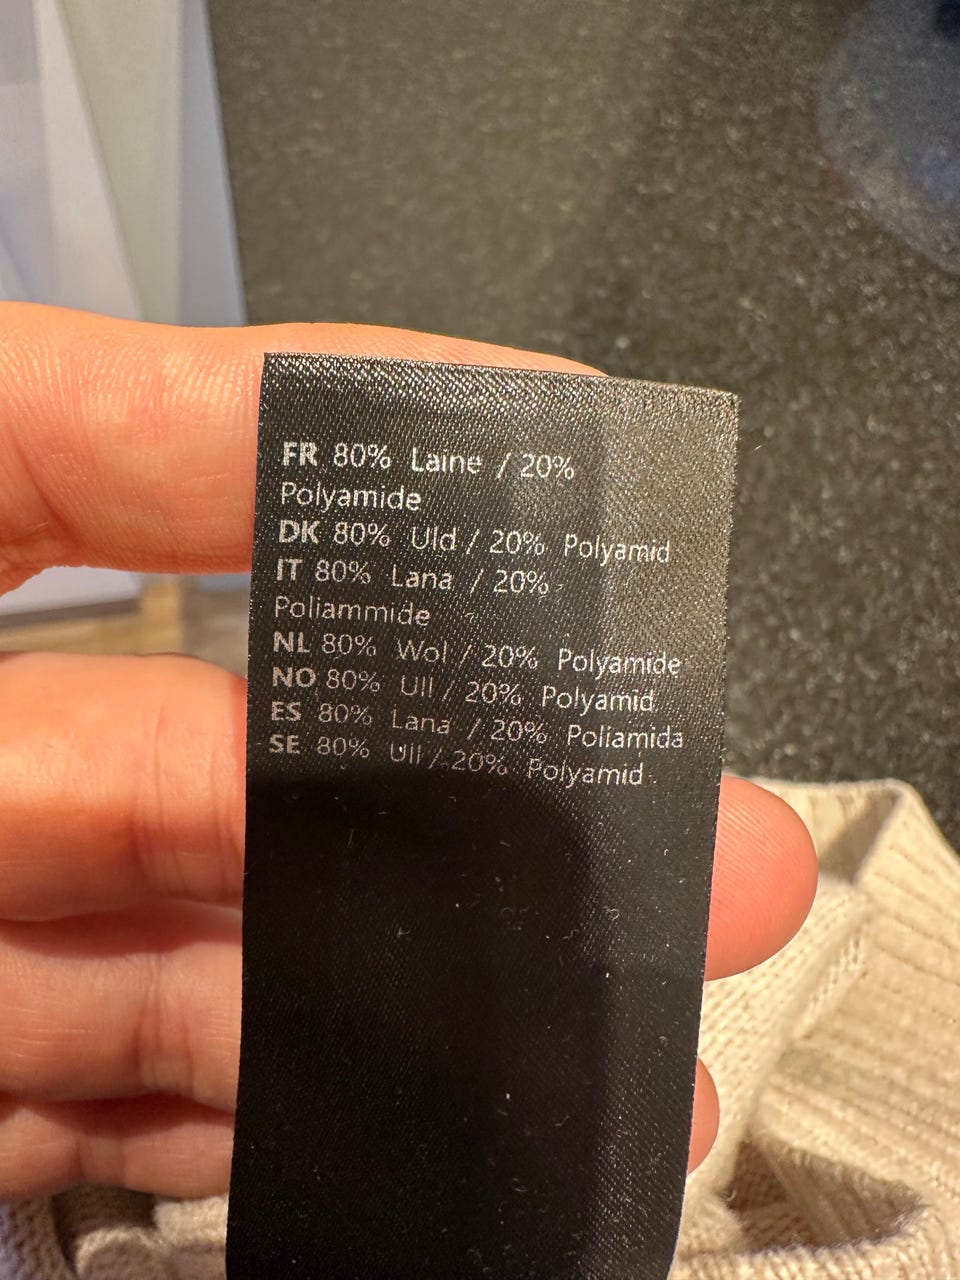 FR 80% Laine / 20%
Polyamide
DK 80% Uld / 20% Polyamid
IT 80% Lana / 20%
Poliammide
NL 80% Wol / 20% Polyamide
NO 80% Ull / 20% Polyamid
ES 80% Lana / 20% Poliamida
SE 80% Ull / 20% Polyamid